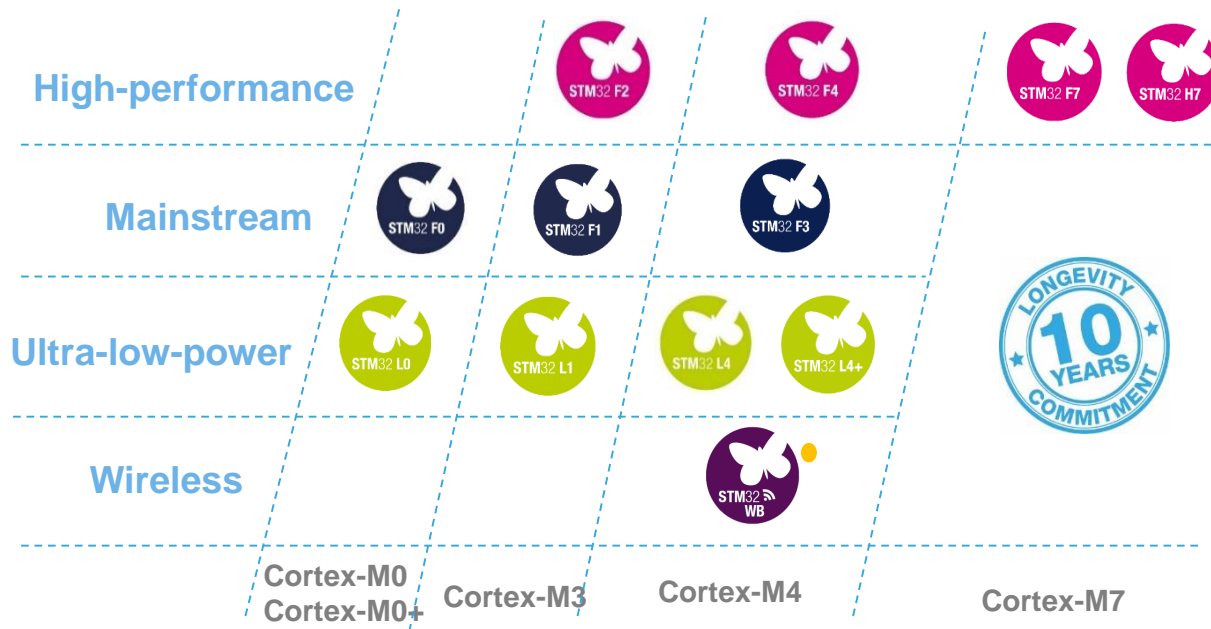 High-performance
STM32 F2
STM32 F4
STM32 F7
STM32 H7
Mainstream
STM32 F0
STM32 F1
STM32 F3
Ultra-low-power
STM32 L0
STM32 L1
STM32 L4
STM32 L4+
LONGEVITY
10
YEARS
COMMITMENT
Wireless
STM32
WB
Cortex-M0
Cortex-M0+
Cortex-M3
Cortex-M4
Cortex-M7